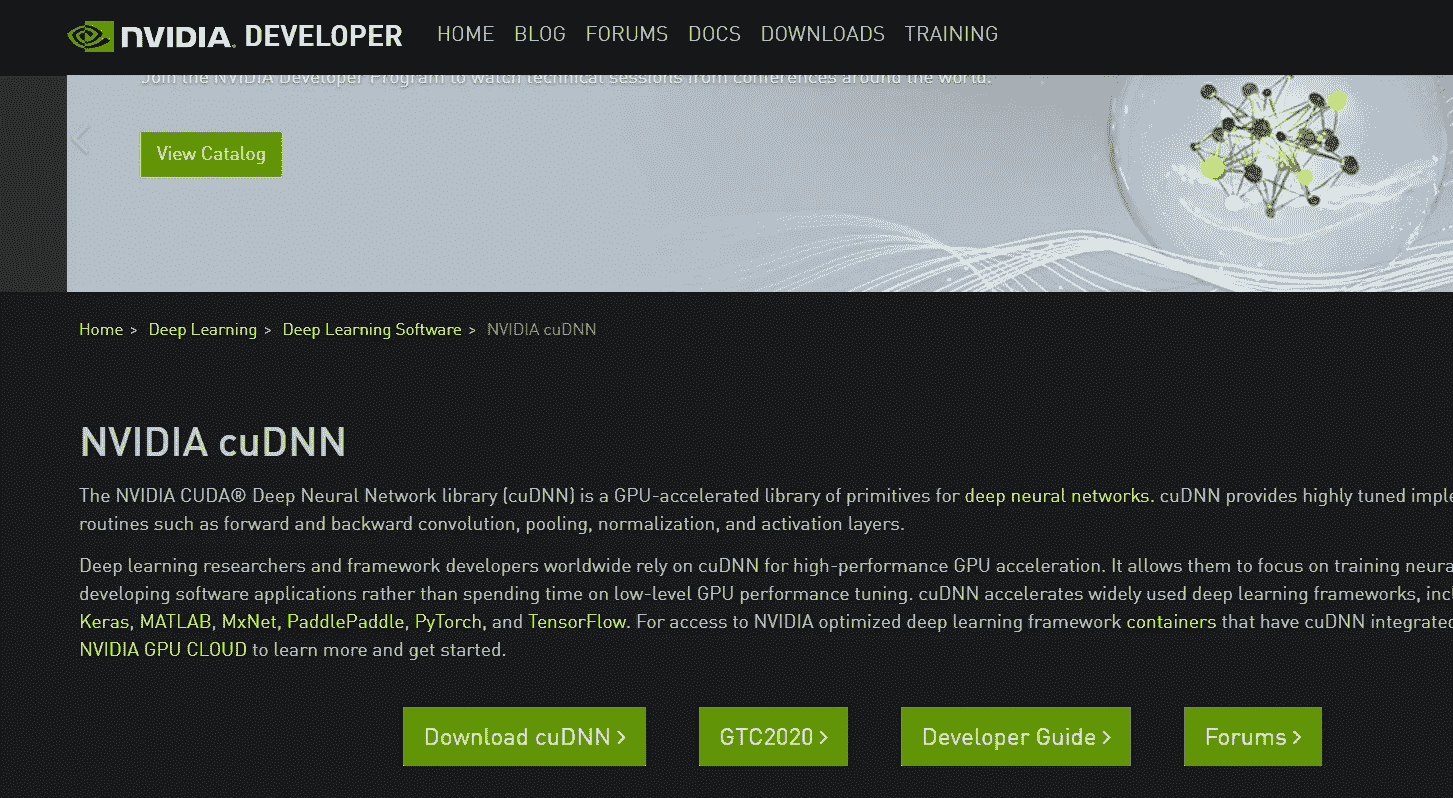 NVIDIA. DEVELOPER HOME BLOG FORUMS DOCS DOWNLOADS TRAINING
Join the NVIDIA Developer Program to watch technical sessions from conferences around the world.
View Catalog
Home > Deep Learning > Deep Learning Software > NVIDIA cuDNN
NVIDIA cuDNN
The NVIDIA CUDA® Deep Neural Network library (cuDNN) is a GPU-accelerated library of primitives for deep neural networks. cuDNN provides highly tuned
routines such as forward and backward convolution, pooling, normalization, and activation layers.
Deep learning researchers and framework developers worldwide rely on cuDNN for high-performance GPU acceleration. It allows them to focus on training
developing software applications rather than spending time on low-level GPU performance tuning. cuDNN accelerates widely used deep learning frameworks,
Keras, MATLAB, MxNet, PaddlePaddle, PyTorch, and TensorFlow. For access to NVIDIA optimized deep learning framework containers that have cuDNN integrated
NVIDIA GPU CLOUD to learn more and get started.
Download cuDNN > GTC2020 > Developer Guide > Forums >